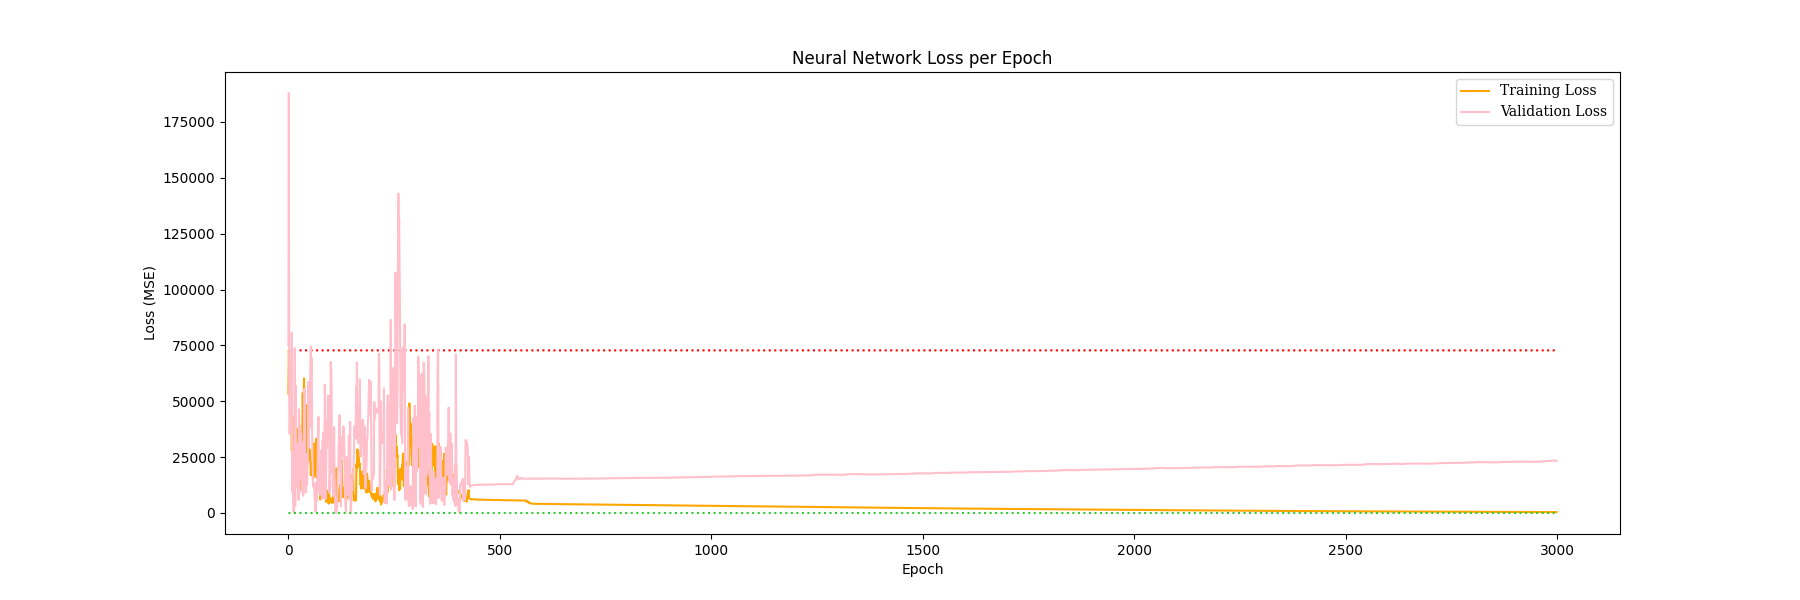 Neural Network Loss per Epoch
Training Loss
Validation Loss
175000
150000
125000
100000
75000
50000
25000
0
Loss (MSE)
0 500 1000 1500 2000 2500 3000
Epoch